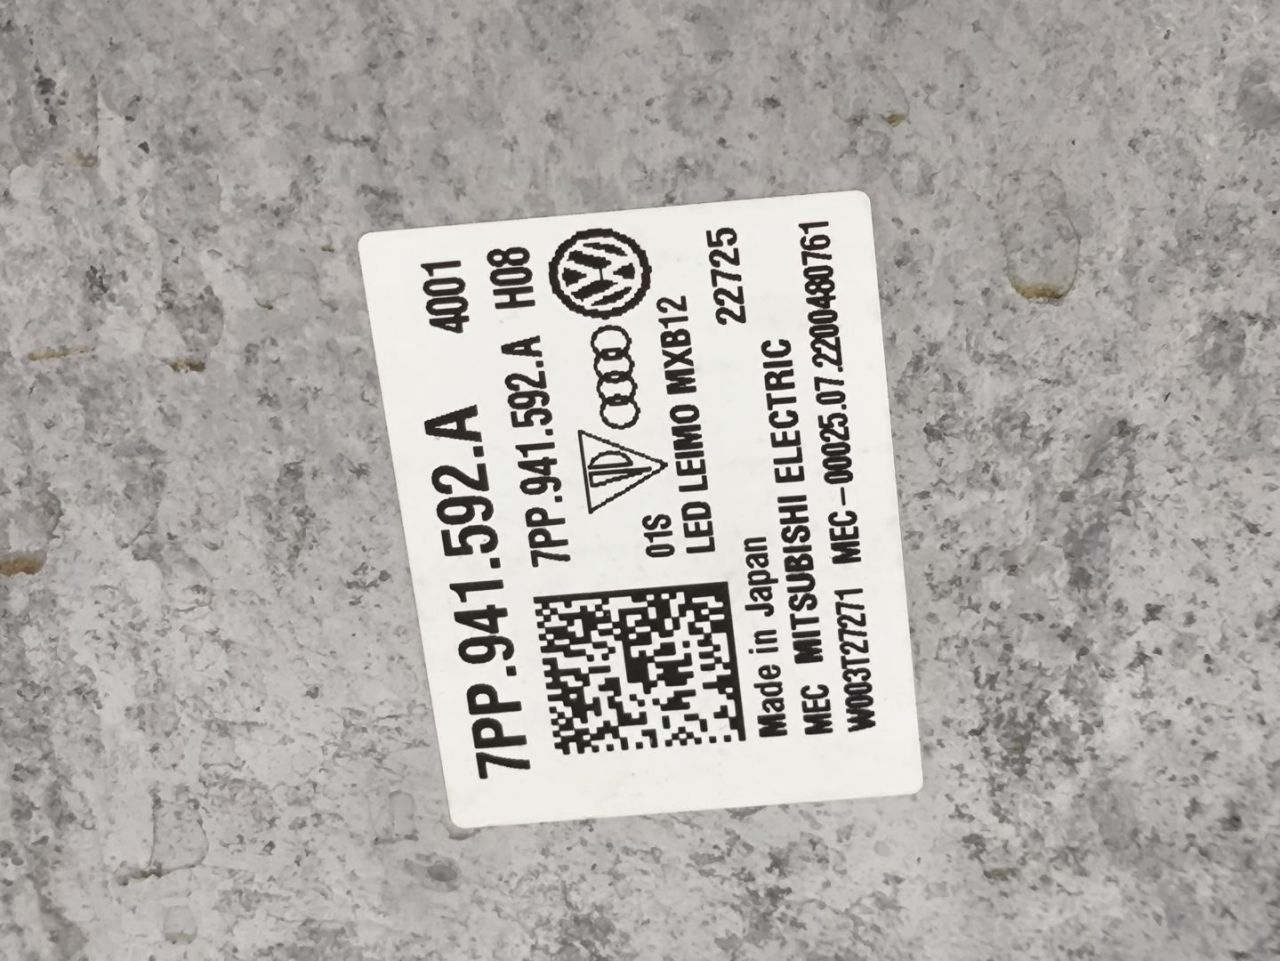 7PP.941.592.A 4001
7PP.941.592.A H08
01S
LED LEIMO MXB12
Made in Japan 22725
MEC MITSUBISHI ELECTRIC
W003T27271 MEC-00025.07.2200480761